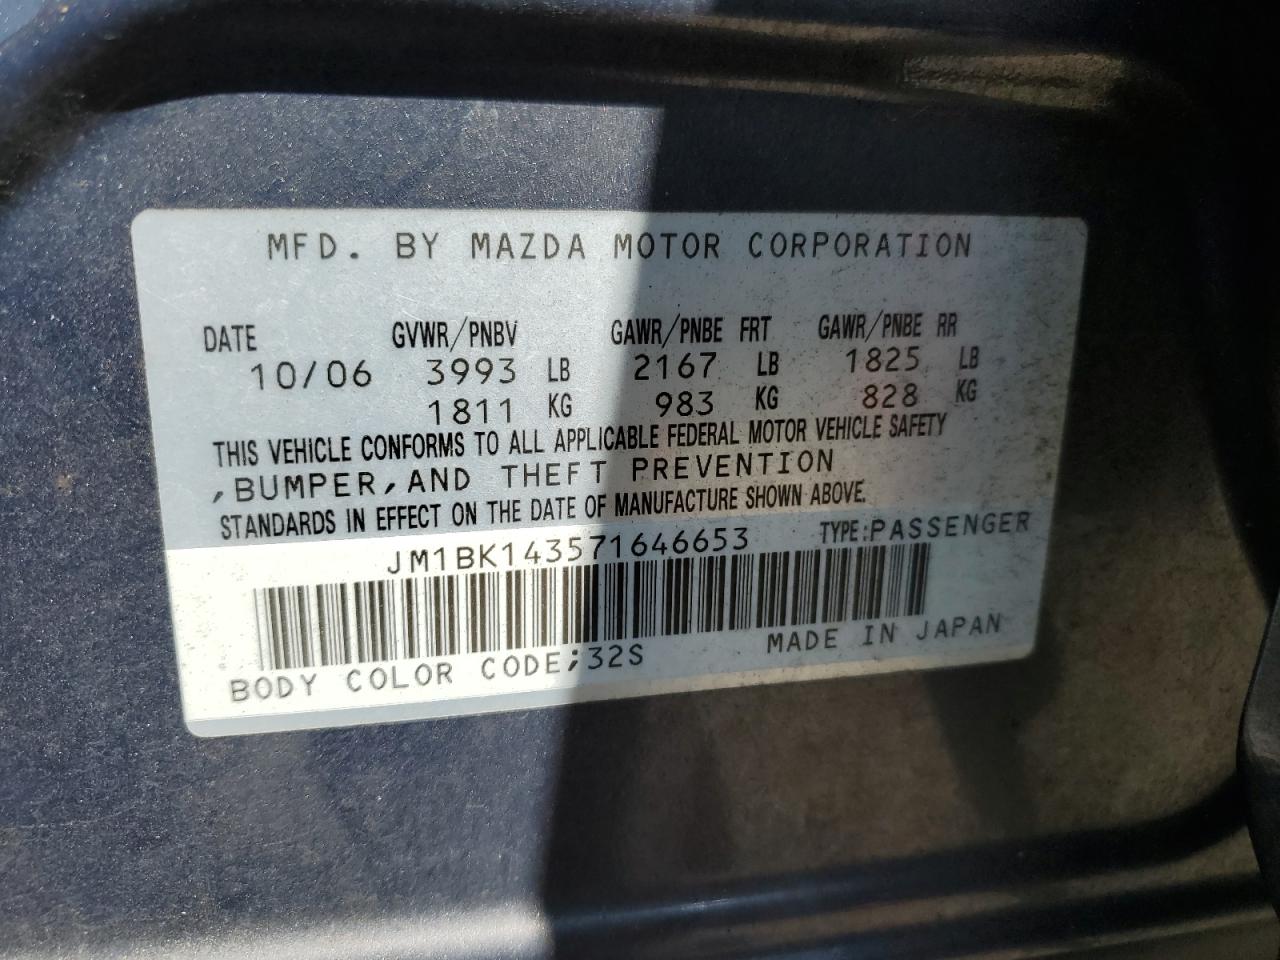 MFD. BY MAZDA MOTOR CORPORATION
DATE GVWR/PNBV GAWR/PNBE FRT GAWR/PNBE RR
10/06 3993 LB 2167 LB 1825 LB
1811 KG 983 KG 828 KG
THIS VEHICLE CONFORMS TO ALL APPLICABLE FEDERAL MOTOR VEHICLE SAFETY
,BUMPER,AND THEFT PREVENTION
STANDARDS IN EFFECT ON THE DATE OF MANUFACTURE SHOWN ABOVE.
JM1BK143571646653 TYPE:PASSENGER
BODY COLOR CODE;32S MADE IN JAPAN